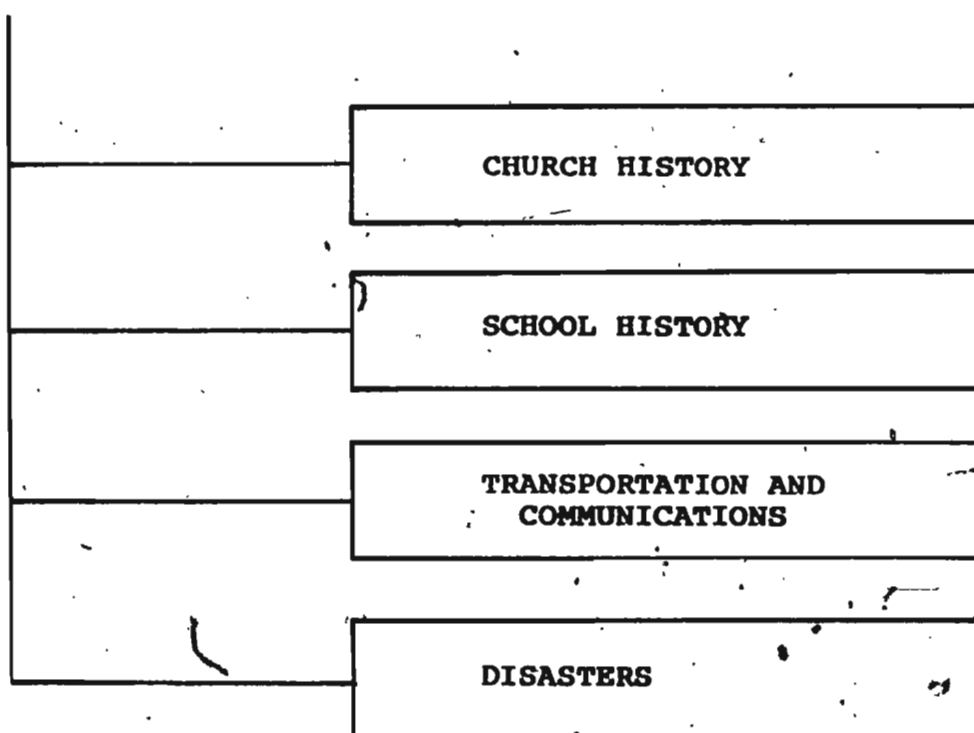 CHURCH HISTORY
SCHOOL HISTORY
TRANSPORTATION AND
COMMUNICATIONS
DISASTERS